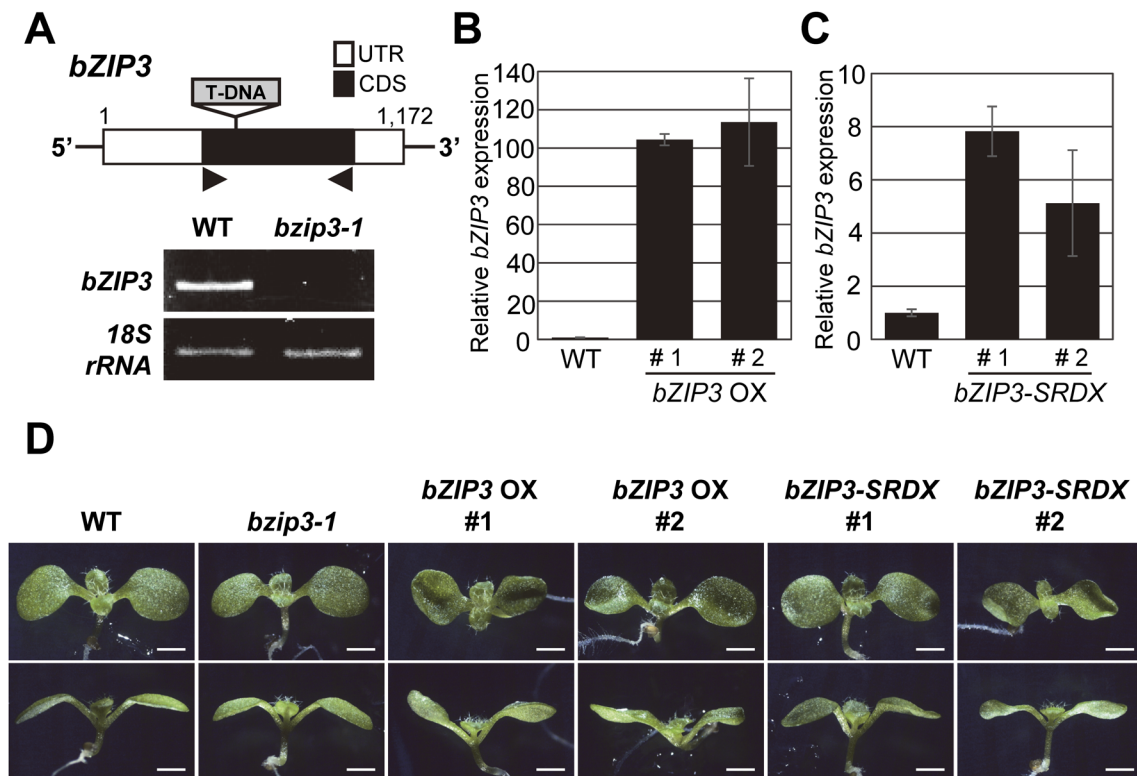 A
bZIP3
UTR
CDS
T-DNA
1
1,172
5’
3’
WT bzip3-1
bZIP3
18S
rRNA
B
Relative bZIP3 expression
140
120
100
80
60
40
20
0
WT
# 1
# 2
bZIP3 OX
C
Relative bZIP3 expression
10
8
6
4
2
0
WT
# 1
# 2
bZIP3-SRDX
D
WT
bzip3-1
bZIP3 OX
#1
bZIP3 OX
#2
bZIP3-SRDX
#1
bZIP3-SRDX
#2